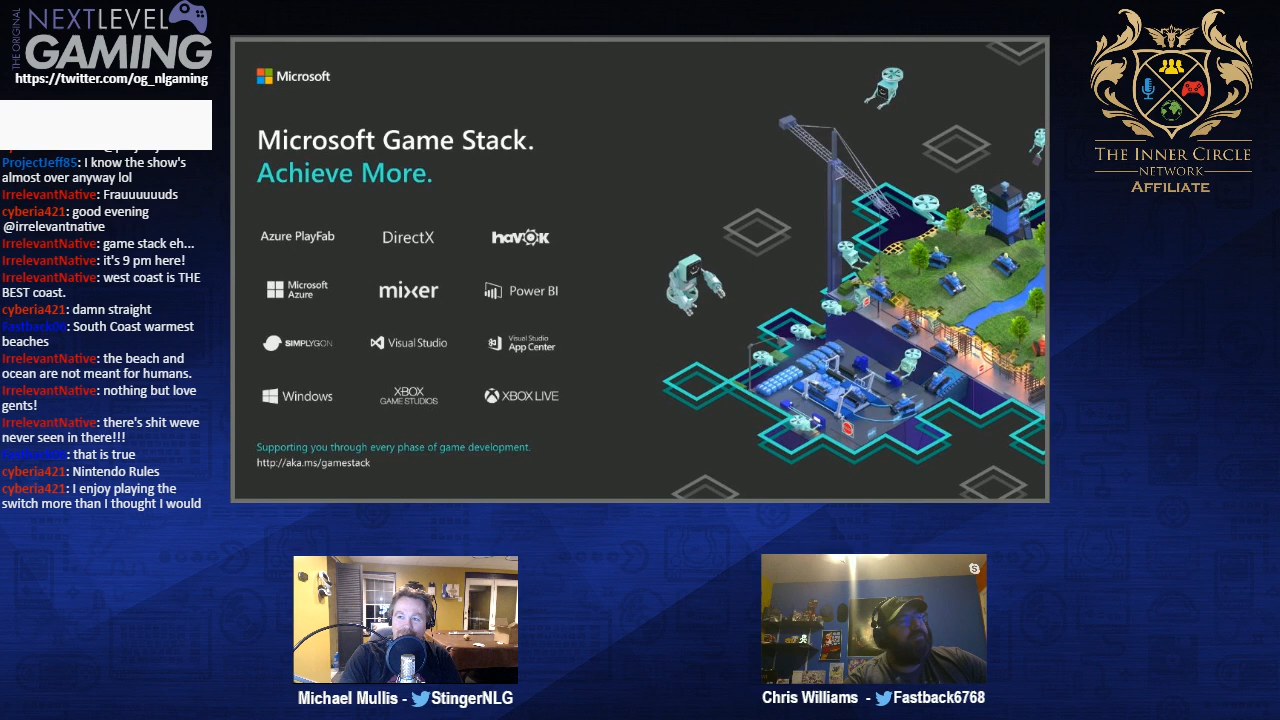 THE ORIGINAL
NEXTLEVEL
GAMING
https://twitter.com/og_nlgaming
ProjectJeff85: I know the show's
almost over anyway lol
IrrelevantNative: Frauuuuuuds
cyberia421: good evening
@irrelevantnative
IrrelevantNative: game stack eh...
IrrelevantNative: it's 9 pm here!
IrrelevantNative: west coast is THE
BEST coast.
cyberia421: damn straight
Fastback06: South Coast warmest
beaches
IrrelevantNative: the beach and
ocean are not meant for humans.
IrrelevantNative: nothing but love
gents!
IrrelevantNative: there's shit weve
never seen in there!!!
Fastback06: that is true
cyberia421: Nintendo Rules
cyberia421: I enjoy playing the
switch more than I thought I would
Microsoft
Microsoft Game Stack.
Achieve More.
Azure PlayFab
DirectX
havok
Microsoft
Azure
mixer
Power BI
SIMPLYGON
Visual Studio
Visual Studio
App Center
Windows
XBOX
GAME STUDIOS
XBOX LIVE
Supporting you through every phase of game development.
http://aka.ms/gamestack
THE INNER CIRCLE
NETWORK
AFFILIATE
Michael Mullis - StingerNLG
Chris Williams - Fastback6768